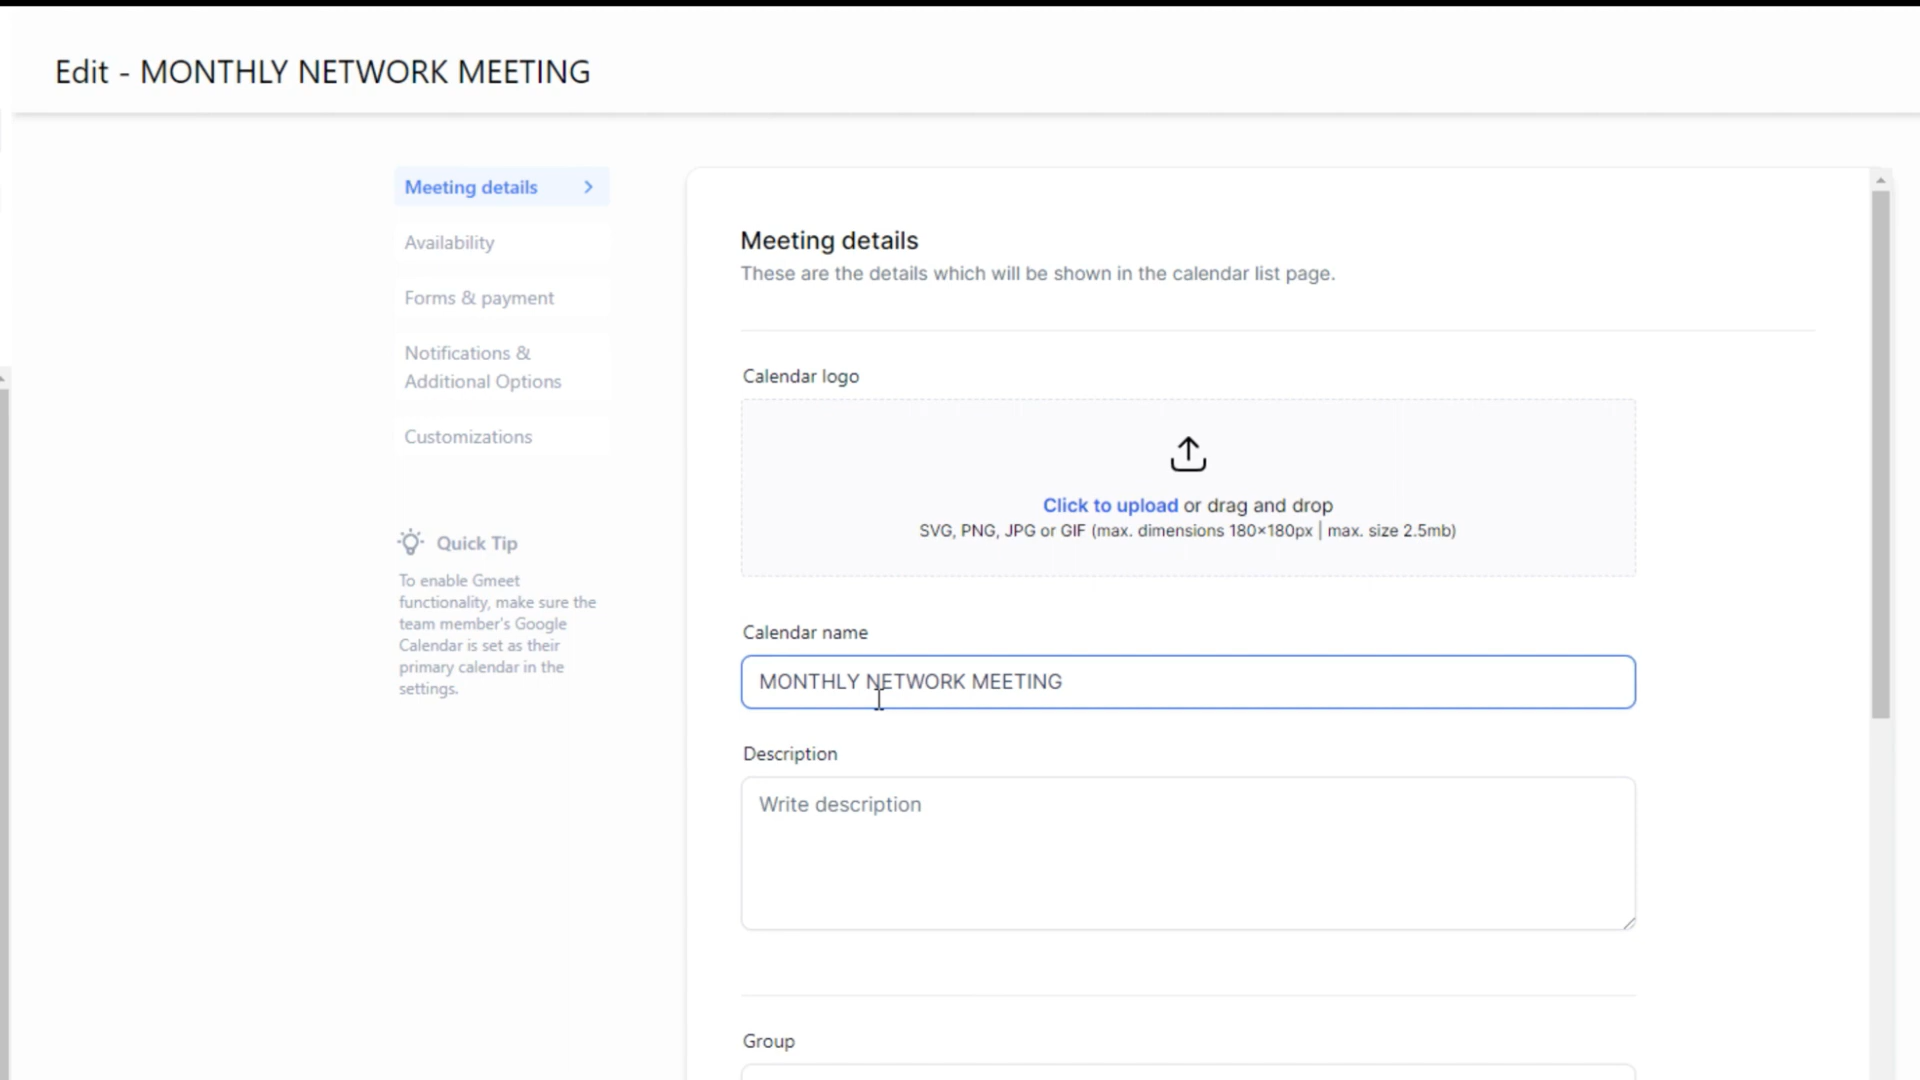 Edit - MONTHLY NETWORK MEETING
Meeting details
Availability
Forms & payment
Notifications &
Additional Options
Customizations
Quick Tip
To enable Gmeet
functionality, make sure the
team member's Google
Calendar is set as their
primary calendar in the
settings.
Meeting details
These are the details which will be shown in the calendar list page.
Calendar logo
Click to upload or drag and drop
SVG, PNG, JPG or GIF (max. dimensions 180×180px | max. size 2.5mb)
Calendar name
MONTHLY NETWORK MEETING
Description
Write description
Group